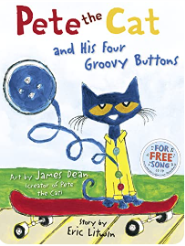 Pete the Cat
and His Four
Groovy Buttons
FOR
FREE
SONG
Art by James Dean
(creator of Pete
the Cat)
Story by
Eric Litwin